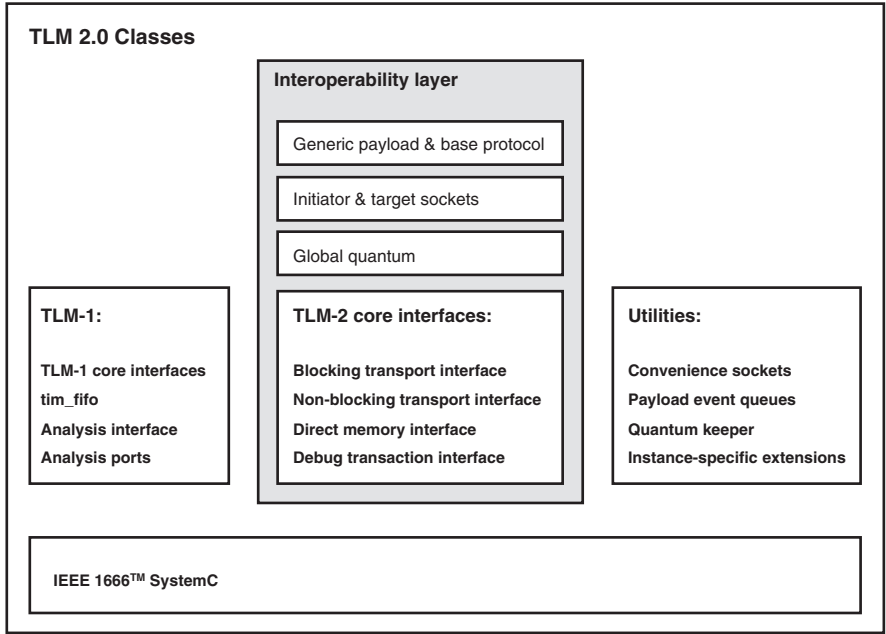 TLM 2.0 Classes
Interoperability layer
Generic payload & base protocol
Initiator & target sockets
Global quantum
TLM-1:
TLM-1 core interfaces
tim_fifo
Analysis interface
Analysis ports
TLM-2 core interfaces:
Blocking transport interface
Non-blocking transport interface
Direct memory interface
Debug transaction interface
Utilities:
Convenience sockets
Payload event queues
Quantum keeper
Instance-specific extensions
IEEE 1666™ SystemC